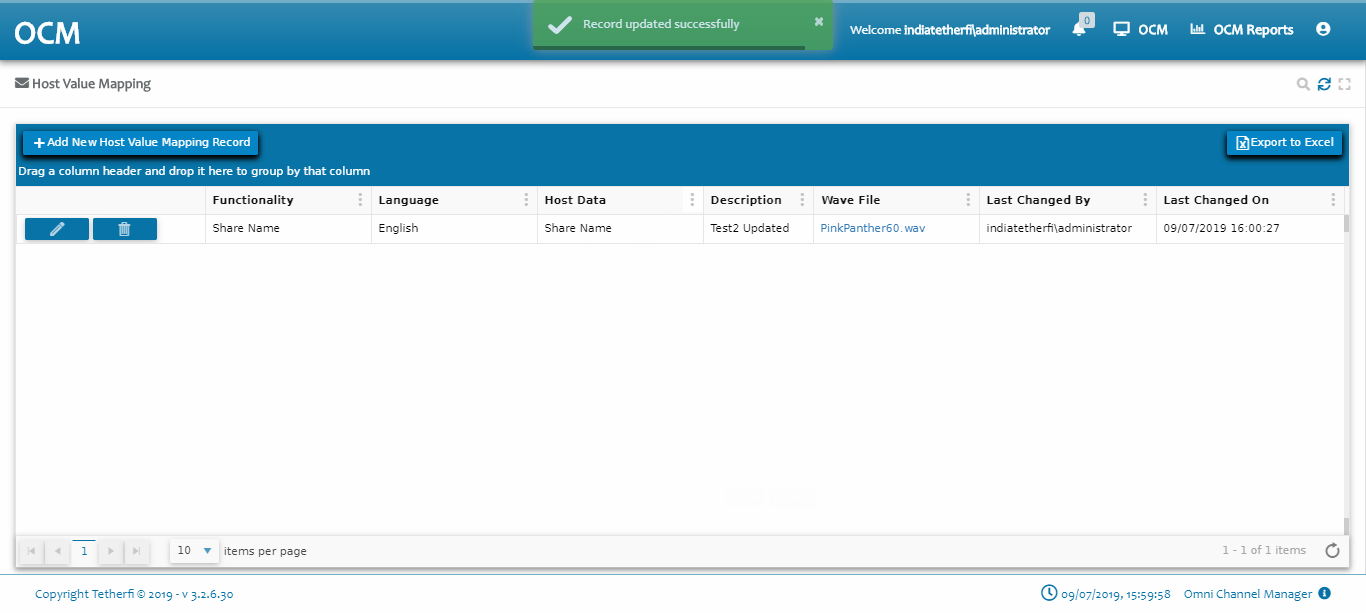 OCM
Record updated successfully
Welcome indiatetherfi\administrator
0
OCM
OCM Reports
Host Value Mapping
Add New Host Value Mapping Record
Export to Excel
Drag a column header and drop it here to group by that column
Functionality Language Host Data Description Wave File Last Changed By Last Changed On
Share Name English Share Name Test2 Updated PinkPanther60.wav indiatetherfi\administrator 09/07/2019 16:00:27
1 10 items per page 1 - 1 of 1 items
Copyright Tetherfi © 2019 - v 3.2.6.30 09/07/2019, 15:59:58 Omni Channel Manager